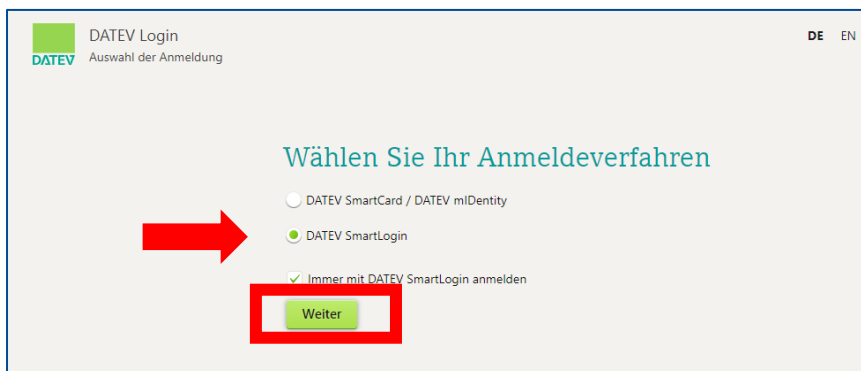 DATEV Login
DE EN
DATEV
Auswahl der Anmeldung
Wählen Sie Ihr Anmeldeverfahren
DATEV SmartCard / DATEV mIDentity
DATEV SmartLogin
Immer mit DATEV SmartLogin anmelden
Weiter